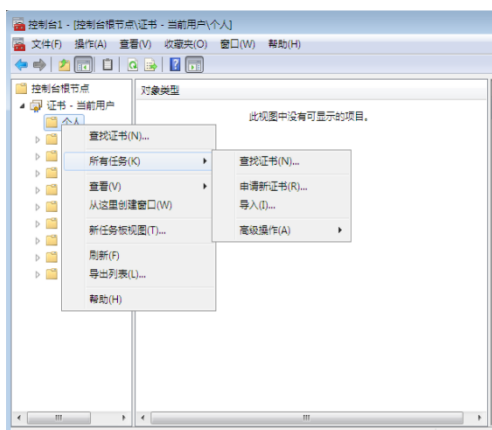 控制台1 - [控制台根节点\证书 - 当前用户\个人]
文件(F) 操作(A) 查看(V) 收藏夹(O) 窗口(W) 帮助(H)
控制台根节点
证书 - 当前用户
个人
对象类型
此视图中没有可显示的项目。
查找证书(N)...
所有任务(K)
查看(V)
从这里创建窗口(W)
新任务板视图(T)...
刷新(F)
导出列表(L)...
帮助(H)
查找证书(N)...
申请新证书(R)...
导入(I)...
高级操作(A)